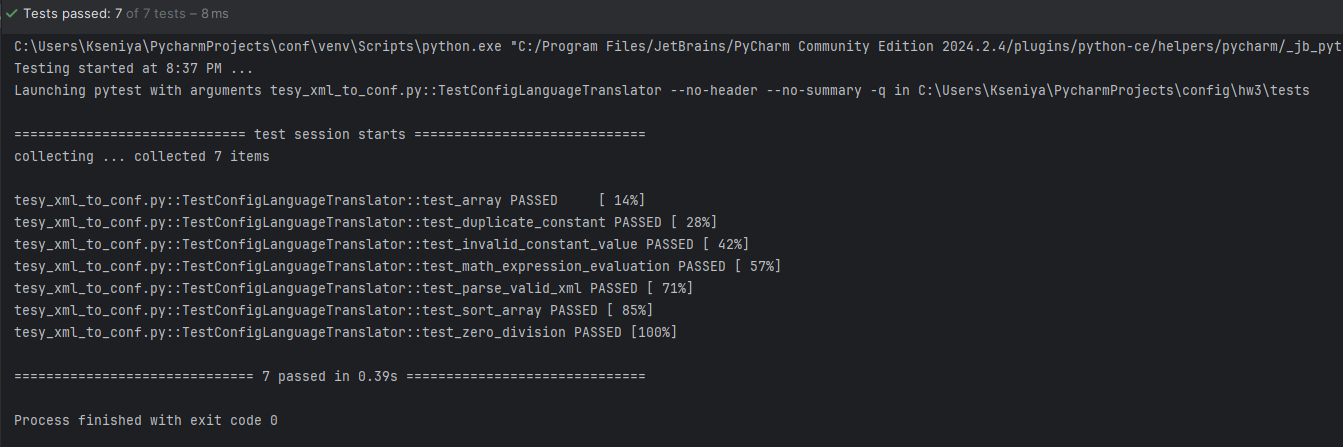 Tests passed: 7 of 7 tests – 8 ms
C:\Users\Kseniya\PycharmProjects\conf\venv\Scripts\python.exe "C:/Program Files/JetBrains/PyCharm Community Edition 2024.2.4/plugins/python-ce/helpers/pycharm/_jb_pyt
Testing started at 8:37 PM ...
Launching pytest with arguments tesy_xml_to_conf.py::TestConfigLanguageTranslator --no-header --no-summary -q in C:\Users\Kseniya\PycharmProjects\config\hw3\tests
============================= test session starts =============================
collecting ... collected 7 items
tesy_xml_to_conf.py::TestConfigLanguageTranslator::test_array PASSED     [ 14%]
tesy_xml_to_conf.py::TestConfigLanguageTranslator::test_duplicate_constant PASSED [ 28%]
tesy_xml_to_conf.py::TestConfigLanguageTranslator::test_invalid_constant_value PASSED [ 42%]
tesy_xml_to_conf.py::TestConfigLanguageTranslator::test_math_expression_evaluation PASSED [ 57%]
tesy_xml_to_conf.py::TestConfigLanguageTranslator::test_parse_valid_xml PASSED [ 71%]
tesy_xml_to_conf.py::TestConfigLanguageTranslator::test_sort_array PASSED [ 85%]
tesy_xml_to_conf.py::TestConfigLanguageTranslator::test_zero_division PASSED [100%]
============================== 7 passed in 0.39s ==============================
Process finished with exit code 0